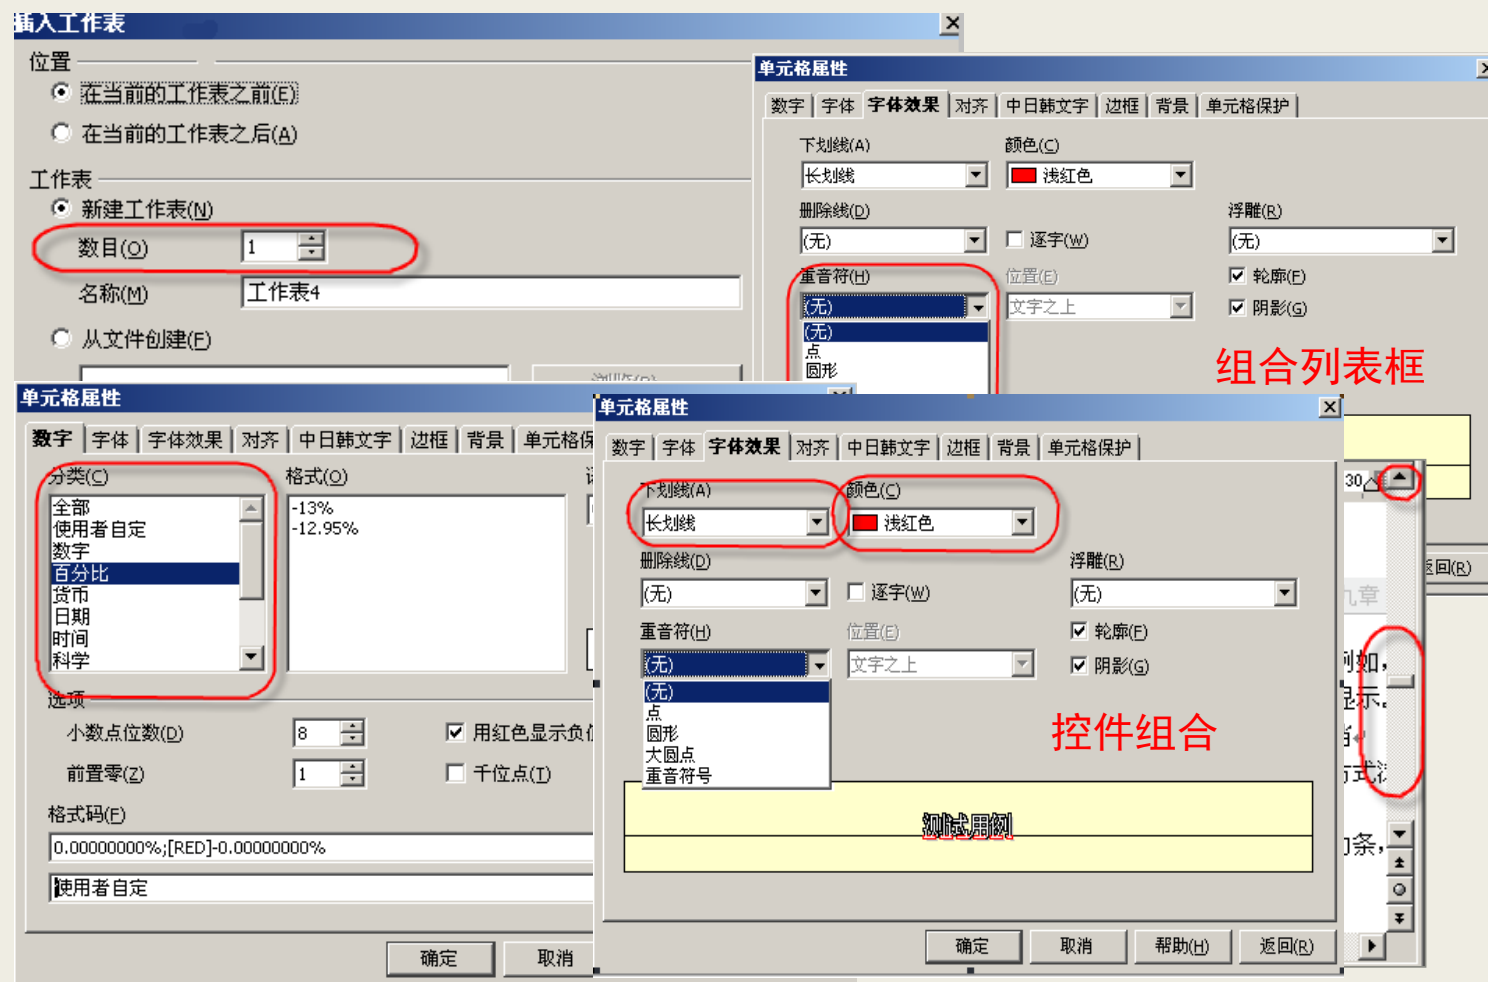 插入工作表
位置
在当前的工作表之前(E)
在当前的工作表之后(A)
工作表
新建工作表(N)
数目(O) 1
名称(M) 工作表4
从文件创建(F)
单元格属性
数字 字体 字体效果 对齐 中日韩文字 边框 背景 单元格保护
下划线(A) 颜色(C)
长划线 浅红色
删除线(D) 浮雕(R)
(无) 逐字(W) (无)
重音符(H) 位置(E) 轮廓(F)
(无) 文字之上 阴影(G)
(无)
点
圆形
组合列表框
单元格属性
数字 字体 字体效果 对齐 中日韩文字 边框 背景 单元格保
分类(C) 格式(O)
全部 -13%
使用者自定 -12.95%
数字
百分比
货币
日期
时间
科学
选项
小数点位数(D) 8 用红色显示负
前置零(Z) 1 千位点(T)
格式码(F)
0.00000000%;[RED]-0.00000000%
使用者自定
确定 取消
单元格属性
数字 字体 字体效果 对齐 中日韩文字 边框 背景 单元格保护
下划线(A) 颜色(C)
长划线 浅红色
删除线(D) 浮雕(R)
(无) 逐字(W) (无)
重音符(H) 位置(E) 轮廓(F)
(无) 文字之上 阴影(G)
(无)
点
圆形
大圆点
重音符号
控件组合
测试用例
确定 取消 帮助(H) 返回(R)
30
返回(R)
九章
例如，
显示。
条，